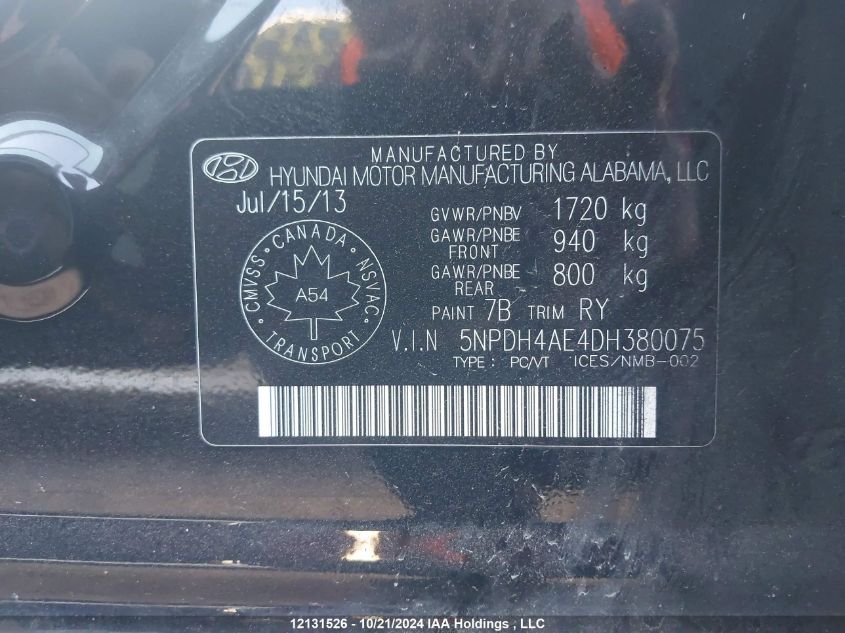 MANUFACTURED BY
HYUNDAI MOTOR MANUFACTURING ALABAMA, LLC
Jul/15/13
GVWR/PNBV 1720 kg
GAWR/PNBE FRONT 940 kg
GAWR/PNBE REAR 800 kg
PAINT 7B TRIM RY
CMVSS • CANADA • NSVAC • TRANSPORT •
A54
V.I.N 5NPDH4AE4DH380075
TYPE : PC/VT ICES/NMB-002
12131526 - 10/21/2024 IAA Holdings , LLC